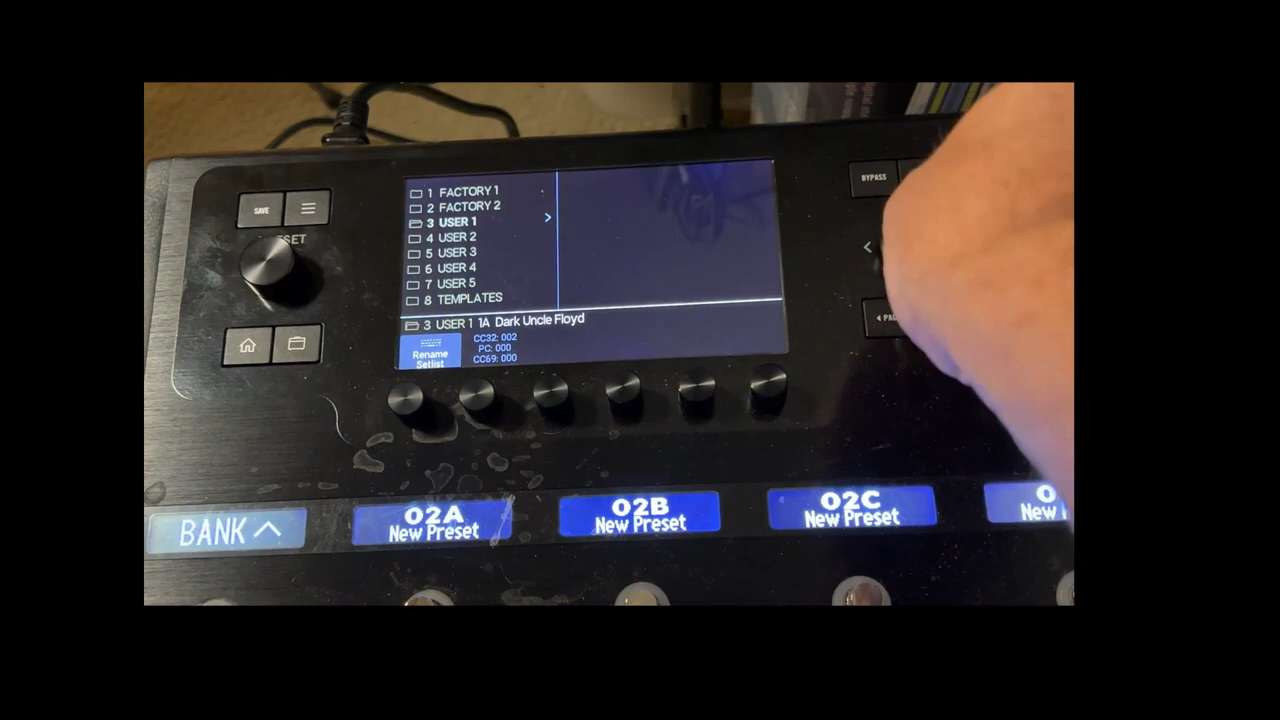 BYPASS
SAVE
1 FACTORY 1
2 FACTORY 2
3 USER 1 >
4 USER 2
5 USER 3
6 USER 4
7 USER 5
8 TEMPLATES
3 USER 1 1A Dark Uncle Floyd
Rename
Setlist
CC32: 002
PC: 000
CC69: 000
BANK
02A
New Preset
02B
New Preset
02C
New Preset
New